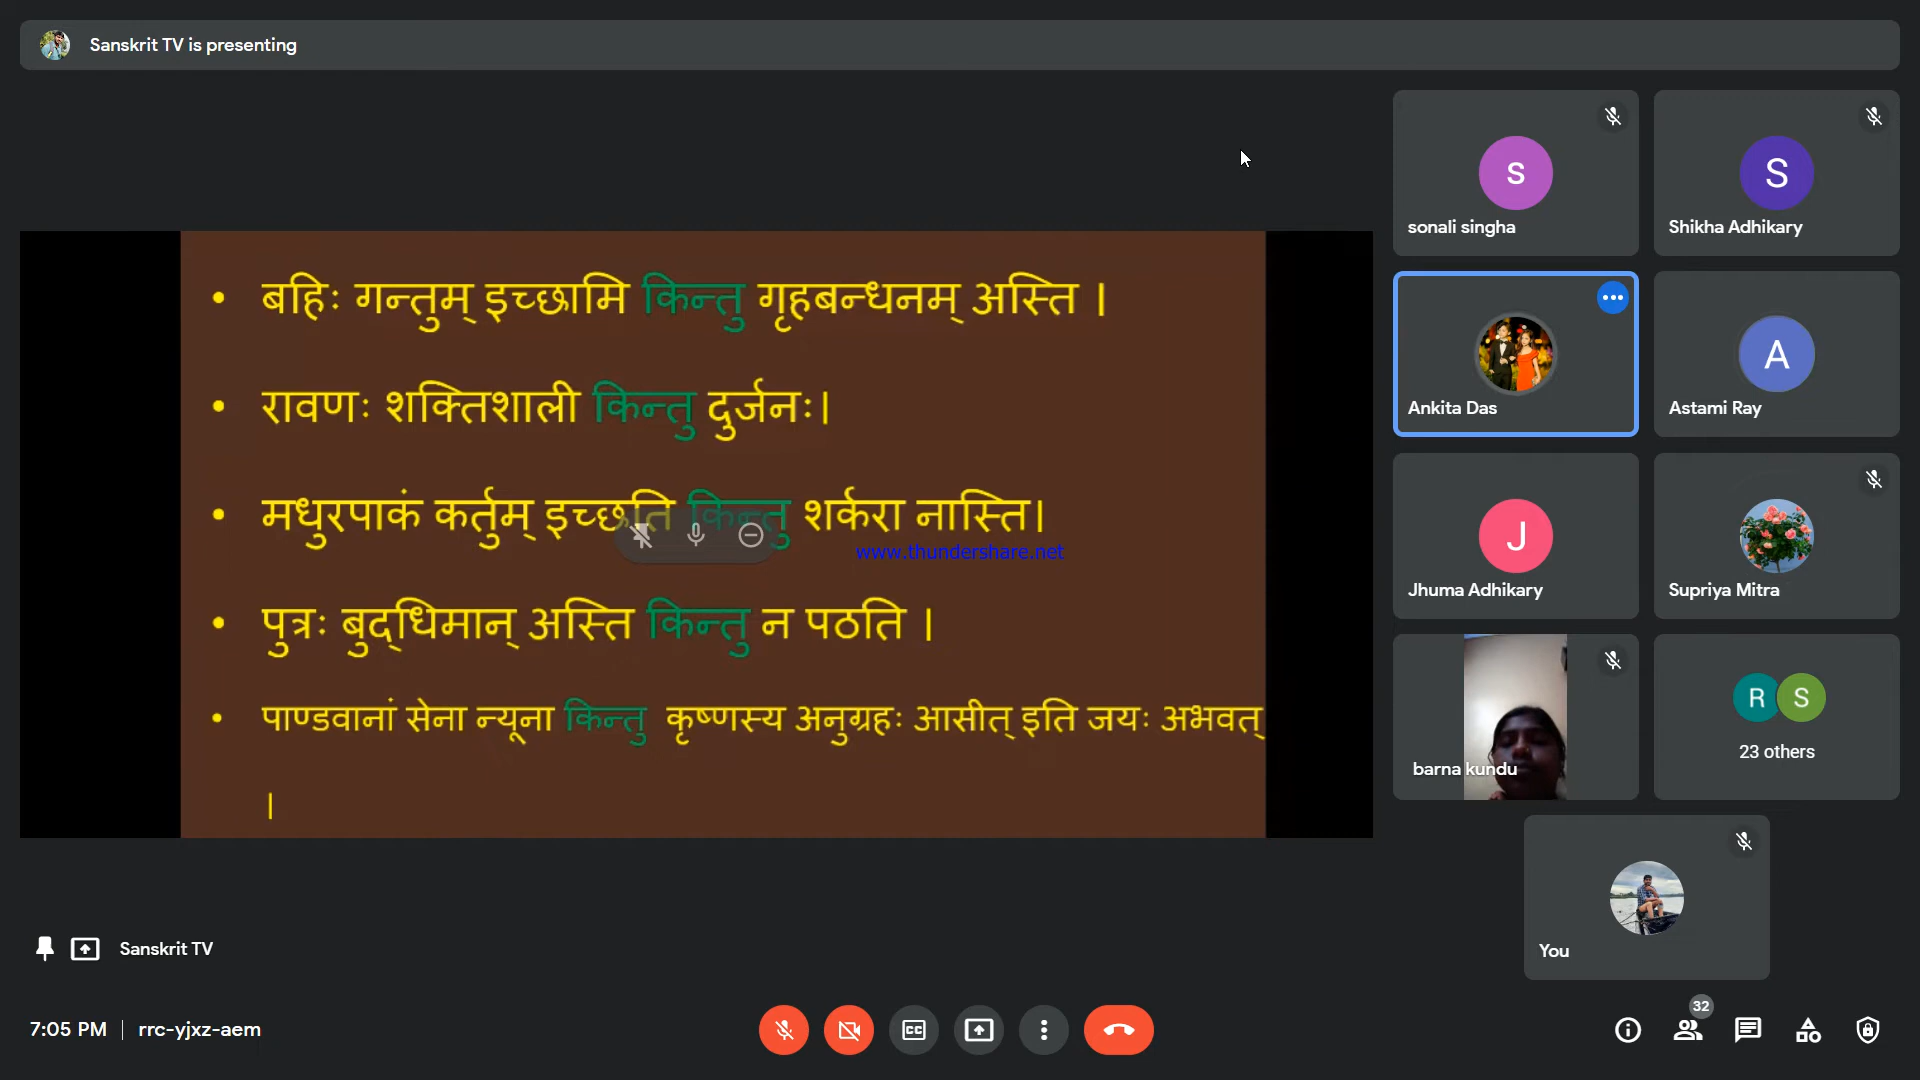 Sanskrit TV is presenting
• बहिः गन्तुम् इच्छामि किन्तु गृहबन्धनम् अस्ति ।
• रावणः शक्तिशाली किन्तु दुर्जनः।
• मधुरपाकं कर्तुम् इच्छति किन्तु शर्करा नास्ति।
www.thundershare.net
• पुत्रः बुद्धिमान् अस्ति किन्तु न पठति ।
• पाण्डवानां सेना न्यूना किन्तु कृष्णस्य अनुग्रहः आसीत् इति जयः अभवत्
।
s
sonali singha
S
Shikha Adhikary
Ankita Das
A
Astami Ray
J
Jhuma Adhikary
Supriya Mitra
barna kundu
R S
23 others
You
Sanskrit TV
7:05 PM | rrc-yjxz-aem
CC
32